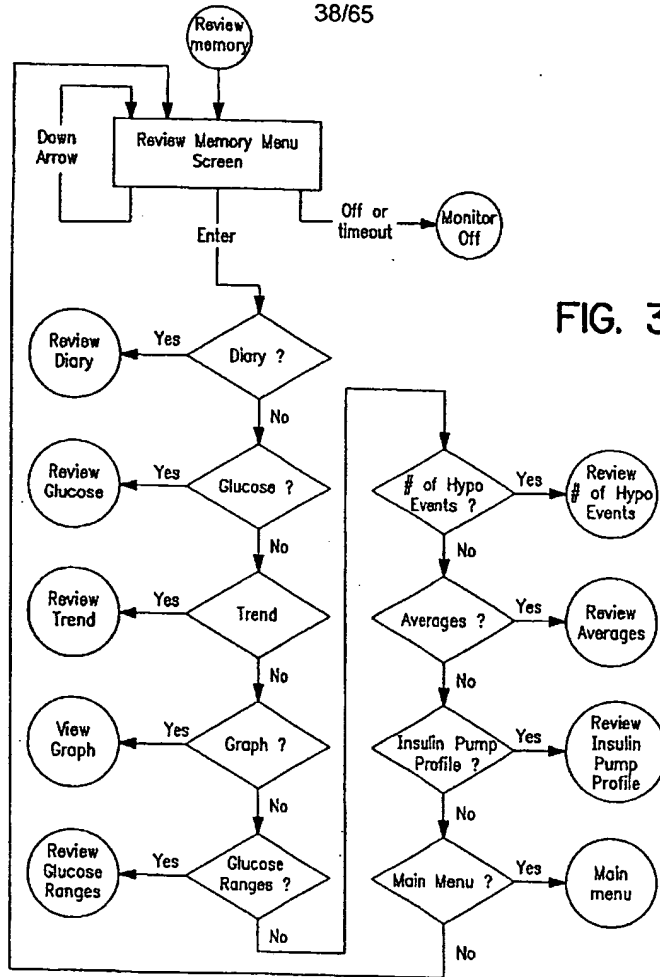 38/65
Review
memory
Down
Arrow
Review Memory Menu
Screen
Off or
timeout
Monitor
Off
Enter
FIG. 3
Review
Diary
Yes
Diary ?
No
Review
Glucose
Yes
Glucose ?
No
Review
Trend
Yes
Trend
No
View
Graph
Yes
Graph ?
No
Review
Glucose
Ranges
Yes
Glucose
Ranges ?
No
# of Hypo
Events ?
Yes
Review
# of Hypo
Events
No
Averages ?
Yes
Review
Averages
No
Insulin Pump
Profile ?
Yes
Review
Insulin
Pump
Profile
No
Main Menu ?
Yes
Main
menu
No